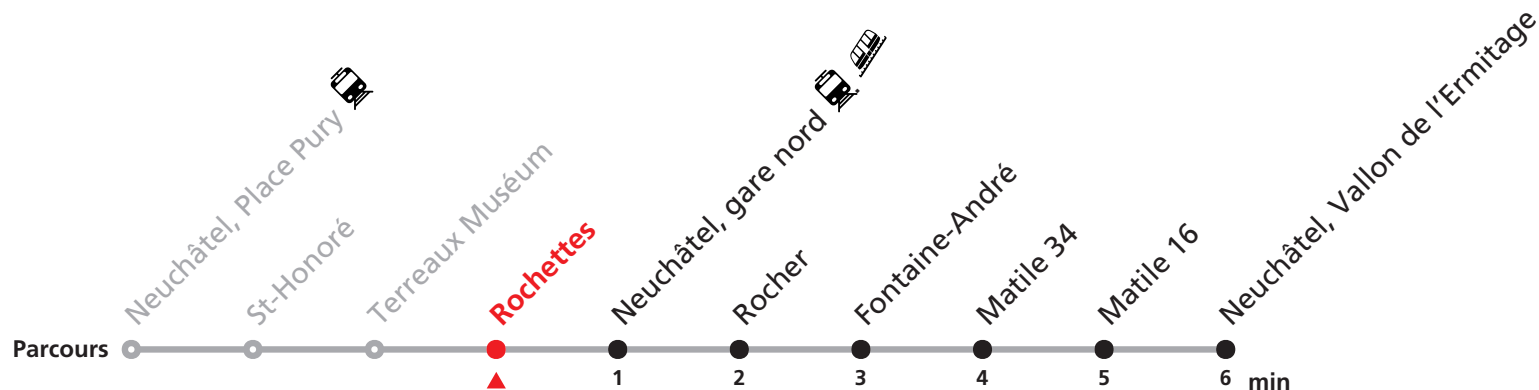 Neuchâtel, Place Pury
St-Honoré
Terreaux Muséum
Rochettes
Neuchâtel, gare nord
Rocher
Fontaine-André
Matile 34
Matile 16
Neuchâtel, Vallon de l'Ermitage
Parcours
1 2 3 4 5 6 min